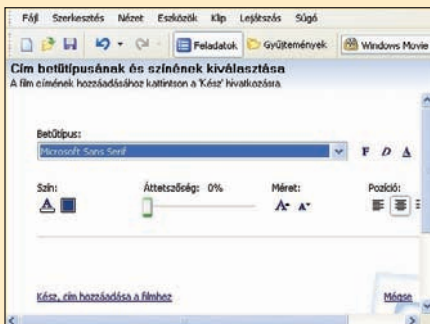 Fájl Szerkesztés Nézet Eszközök Klip Lejátszás Súgó
Feladatok Gyűjtemények Windows Movie
Cím betűtípusának és színének kiválasztása
A film címének hozzáadásához kattintson a 'Kész' hivatkozásra.
Betűtípus:
Microsoft Sans Serif
F D A
Szín: Áttetszőség: 0% Méret: Pozíció:
Kész, cím hozzáadása a filmhez Mégse